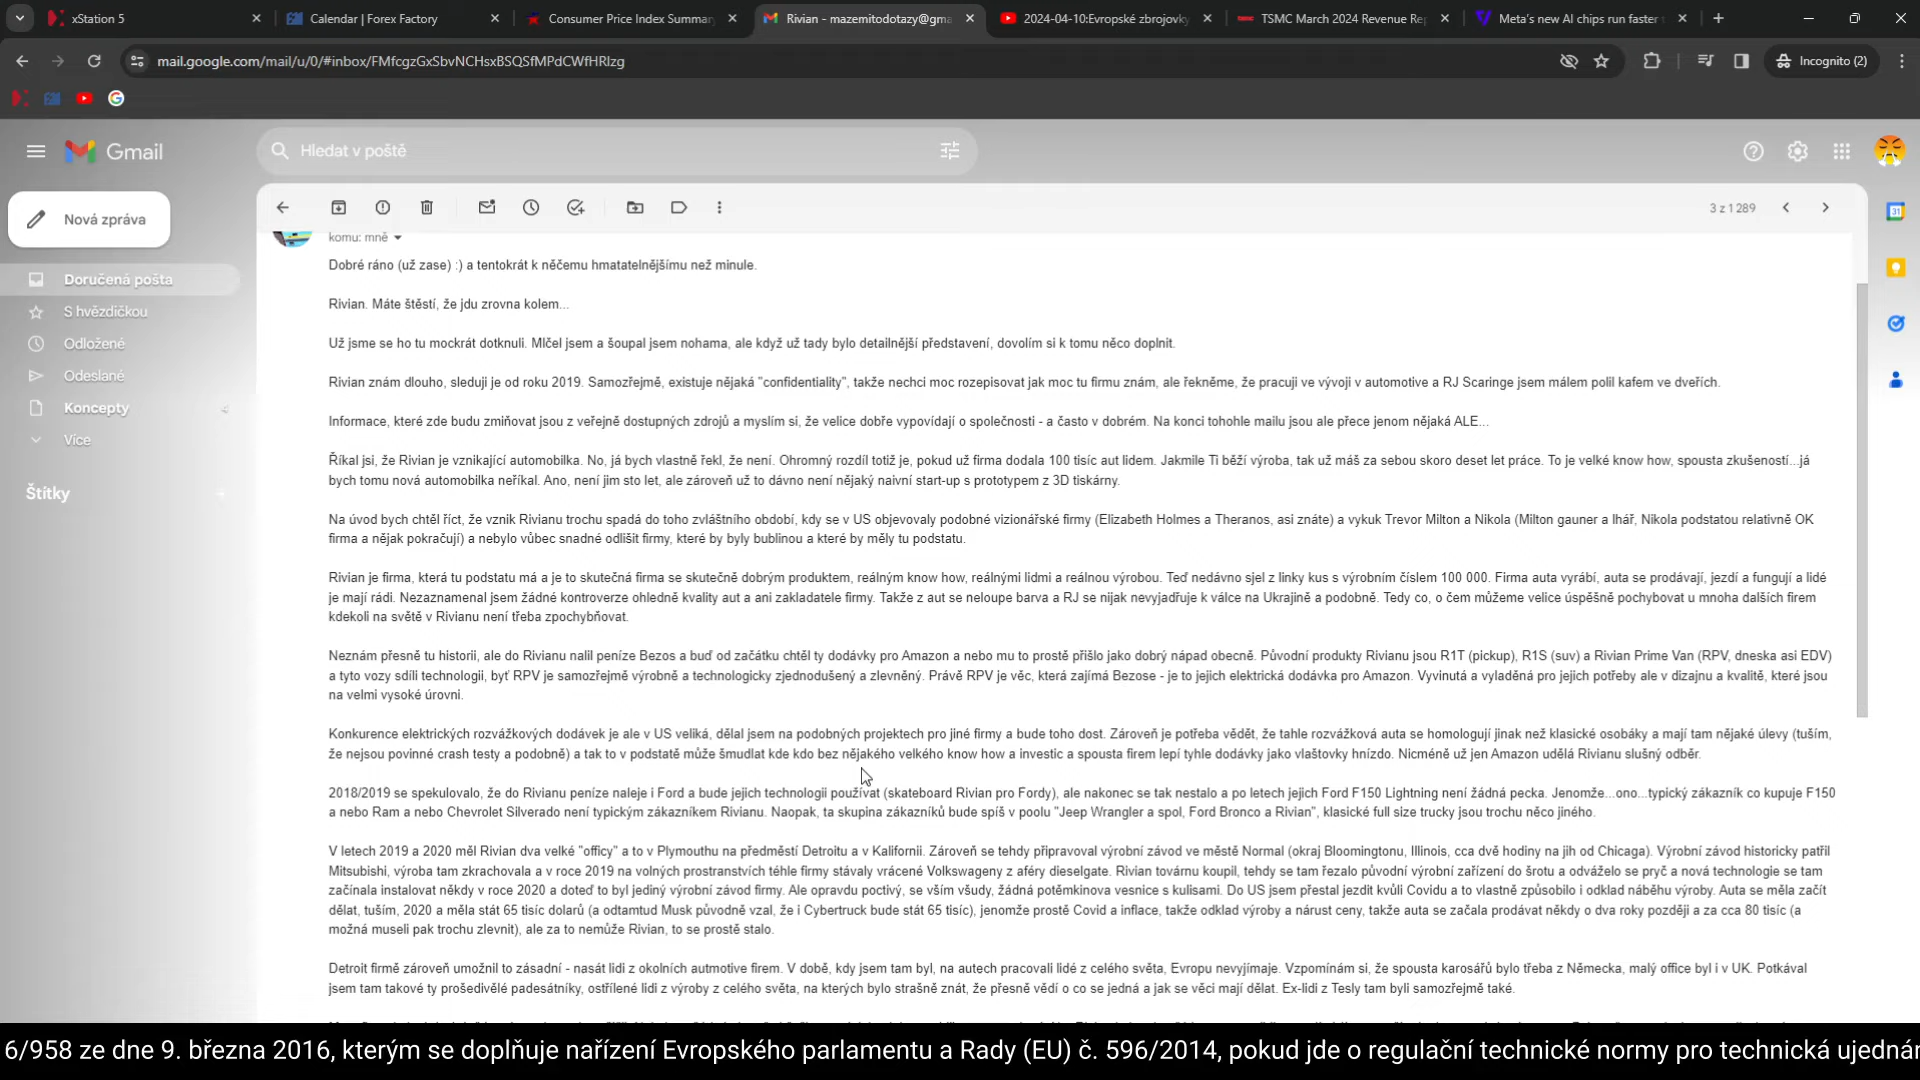 xStation 5
Calendar | Forex Factory
Consumer Price Index Summar
Rivian - mazemitodotazy@gma
2024-04-10:Evropské zbrojovky
TSMC March 2024 Revenue Re
Meta's new AI chips run faster
mail.google.com/mail/u/0/#inbox/FMfcgzGxSbvNCHsxBSQSfMPdCWfHRlzg
Incognito (2)
Gmail
Hledat v poště
Nová zpráva
3 z 1 289
Doručená pošta
S hvězdičkou
Odložené
Odeslané
Koncepty
Více
Štítky
komu: mně
Dobré ráno (už zase) :) a tentokrát k něčemu hmatatelnějšímu než minule.
Rivian. Máte štěstí, že jdu zrovna kolem...
Už jsme se ho tu mockrát dotknuli. Mlčel jsem a šoupal jsem nohama, ale když už tady bylo detailnější představení, dovolím si k tomu něco doplnit.
Rivian znám dlouho, sleduji je od roku 2019. Samozřejmě, existuje nějaká "confidentiality", takže nechci moc rozepisovat jak moc tu firmu znám, ale řekněme, že pracuji ve vývoji v automotive a RJ Scaringe jsem málem polil kafem ve dveřích.
Informace, které zde budu zmiňovat jsou z veřejně dostupných zdrojů a myslím si, že velice dobře vypovídají o společnosti - a často v dobrém. Na konci tohohle mailu jsou ale přece jenom nějaká ALE...
Říkal jsi, že Rivian je vznikající automobilka. No, já bych vlastně řekl, že není. Ohromný rozdíl totiž je, pokud už firma dodala 100 tisíc aut lidem. Jakmile Ti běží výroba, tak už máš za sebou skoro deset let práce. To je velké know how, spousta zkušeností...já
bych tomu nová automobilka neříkal. Ano, není jim sto let, ale zároveň už to dávno není nějaký naivní start-up s prototypem z 3D tiskárny.
Na úvod bych chtěl říct, že vznik Rivianu trochu spadá do toho zvláštního období, kdy se v US objevovaly podobné vizionářské firmy (Elizabeth Holmes a Theranos, asi znáte) a vykuk Trevor Milton a Nikola (Milton gauner a lhář, Nikola podstatou relativně OK
firma a nějak pokračují) a nebylo vůbec snadné odlišit firmy, které by byly bublinou a které by měly tu podstatu.
Rivian je firma, která tu podstatu má a je to skutečná firma se skutečně dobrým produktem, reálným know how, reálnými lidmi a reálnou výrobou. Teď nedávno sjel z linky kus s výrobním číslem 100 000. Firma auta vyrábí, auta se prodávají, jezdí a fungují a lidé
je mají rádi. Nezaznamenal jsem žádné kontroverze ohledně kvality aut a ani zakladatele firmy. Takže z aut se neloupe barva a RJ se nijak nevyjadřuje k válce na Ukrajině a podobně. Tedy co, o čem můžeme velice úspěšně pochybovat u mnoha dalších firem
kdekoli na světě v Rivianu není třeba zpochybňovat.
Neznám přesně tu historii, ale do Rivianu nalil peníze Bezos a buď od začátku chtěl ty dodávky pro Amazon a nebo mu to prostě přišlo jako dobrý nápad obecně. Původní produkty Rivianu jsou R1T (pickup), R1S (suv) a Rivian Prime Van (RPV, dneska asi EDV)
a tyto vozy sdílí technologii, byť RPV je samozřejmě výrobně a technologicky zjednodušený a zlevněný. Právě RPV je věc, která zajímá Bezose - je to jejich elektrická dodávka pro Amazon. Vyvinutá a vyladěná pro jejich potřeby ale v dizajnu a kvalitě, které jsou
na velmi vysoké úrovni.
Konkurence elektrických rozvážkových dodávek je ale v US veliká, dělal jsem na podobných projektech pro jiné firmy a bude toho dost. Zároveň je potřeba vědět, že tahle rozvážková auta se homologují jinak než klasické osobáky a mají tam nějaké úlevy (tuším,
že nejsou povinné crash testy a podobně) a tak to v podstatě může šmudlat kde kdo bez nějakého velkého know how a investic a spousta firem lepí tyhle dodávky jako vlaštovky hnízdo. Nicméně už jen Amazon udělá Rivianu slušný odběr.
2018/2019 se spekulovalo, že do Rivianu peníze naleje i Ford a bude jejich technologii používat (skateboard Rivian pro Fordy), ale nakonec se tak nestalo a po letech jejich Ford F150 Lightning není žádná pecka. Jenomže...ono...typický zákazník co kupuje F150
a nebo Ram a nebo Chevrolet Silverado není typickým zákazníkem Rivianu. Naopak, ta skupina zákazníků bude spíš v poolu "Jeep Wrangler a spol, Ford Bronco a Rivian", klasické full size trucky jsou trochu něco jiného.
V letech 2019 a 2020 měl Rivian dva velké "officy" a to v Plymouthu na předměstí Detroitu a v Kalifornii. Zároveň se tehdy připravoval výrobní závod ve městě Normal (okraj Bloomingtonu, Illinois, cca dvě hodiny na jih od Chicaga). Výrobní závod historicky patřil
Mitsubishi, výroba tam zkrachovala a v roce 2019 na volných prostranstvích téhle firmy stávaly vrácené Volkswageny z aféry dieselgate. Rivian továrnu koupil, tehdy se tam řezalo původní výrobní zařízení do šrotu a odváželo se pryč a nová technologie se tam
začínala instalovat někdy v roce 2020 a doteď to byl jediný výrobní závod firmy. Ale opravdu poctivý, se vším všudy, žádná potěmkinova vesnice s kulisami. Do US jsem přestal jezdit kvůli Covidu a to vlastně způsobilo i odklad náběhu výroby. Auta se měla začít
dělat, tuším, 2020 a měla stát 65 tisíc dolarů (a odtamtud Musk původně vzal, že i Cybertruck bude stát 65 tisíc), jenomže prostě Covid a inflace, takže odklad výroby a nárust ceny, takže auta se začala prodávat někdy o dva roky později a za cca 80 tisíc (a
možná museli pak trochu zlevnit), ale za to nemůže Rivian, to se prostě stalo.
Detroit firmě zároveň umožnil to zásadní - nasát lidi z okolních autmotive firem. V době, kdy jsem tam byl, na autech pracovali lidé z celého světa, Evropu nevyjímaje. Vzpomínám si, že spousta karosářů bylo třeba z Německa, malý office byl i v UK. Potkával
jsem tam takové ty prošedivělé padesátníky, ostřílené lidi z výroby z celého světa, na kterých bylo strašně znát, že přesně vědí o co se jedná a jak se věci mají dělat. Ex-lidi z Tesly tam byli samozřejmě také.
6/958 ze dne 9. března 2016, kterým se doplňuje nařízení Evropského parlamentu a Rady (EU) č. 596/2014, pokud jde o regulační technické normy pro technická ujednán